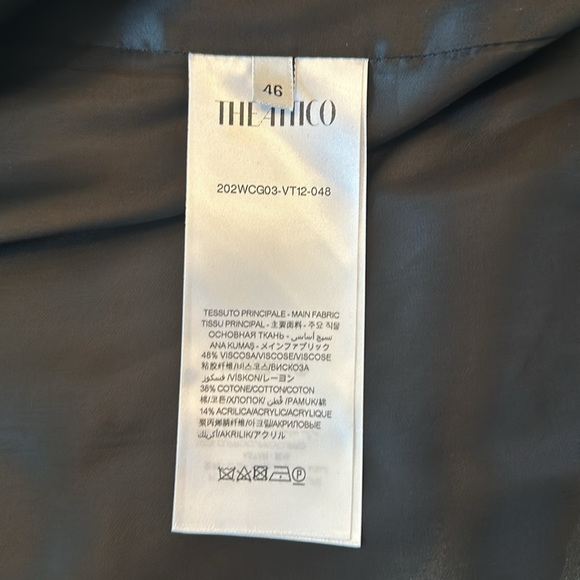 46
THE ATTICO
202WCG03-VT12-048
TESSUTO PRINCIPALE - MAIN FABRIC
TISSU PRINCIPAL - 主要面料 - 주요 직물
ОСНОВНАЯ ТКАНЬ - نسيج أساسي
ANA KUMAŞ - メインファブリック
48% VISCOSA/VISCOSE/VISCOSE
粘胶纤维/비스코스/ВИСКОЗА
فسكوز /VİSKON/レーヨン
38% COTONE/COTTON/COTON
棉/코튼/ХЛОПОК/ قطن /PAMUK/綿
14% ACRILICA/ACRYLIC/ACRYLIQUE
聚丙烯腈纤维/아크릴/АКРИЛОВЫЕ
أكريليك/AKRILIK/アクリル
P